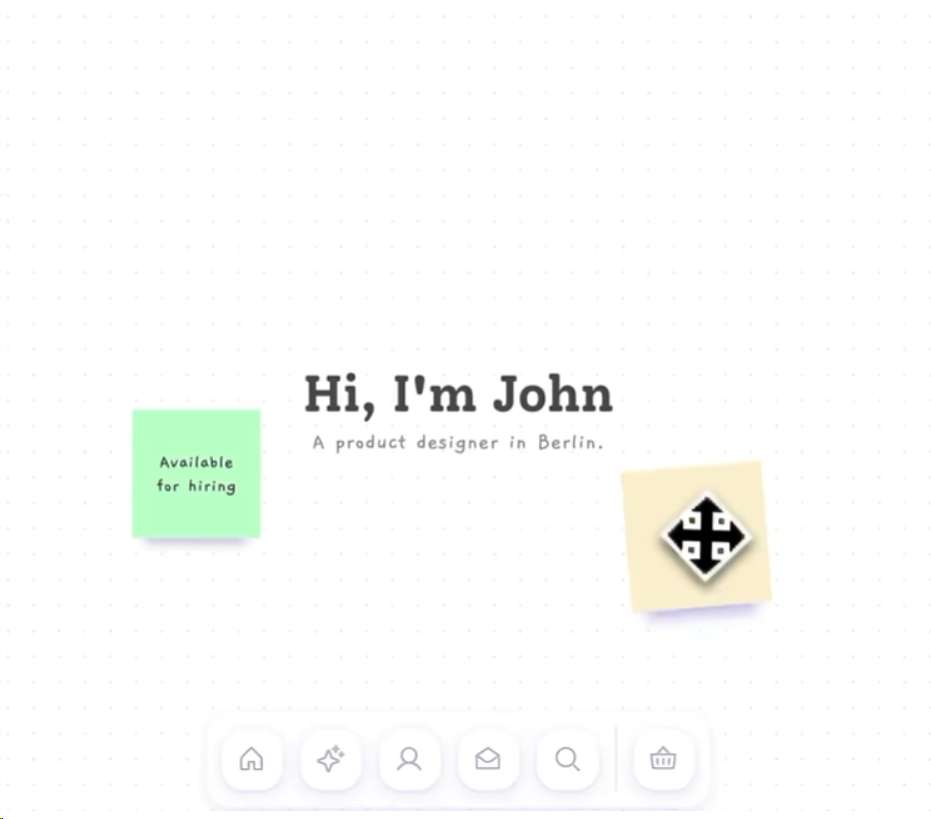 Hi, I'm John
A product designer in Berlin.
Available
for hiring